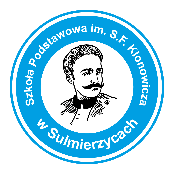 Szkoła Podstawowa im. S.F. Klonowicza
w Sulmierzycach